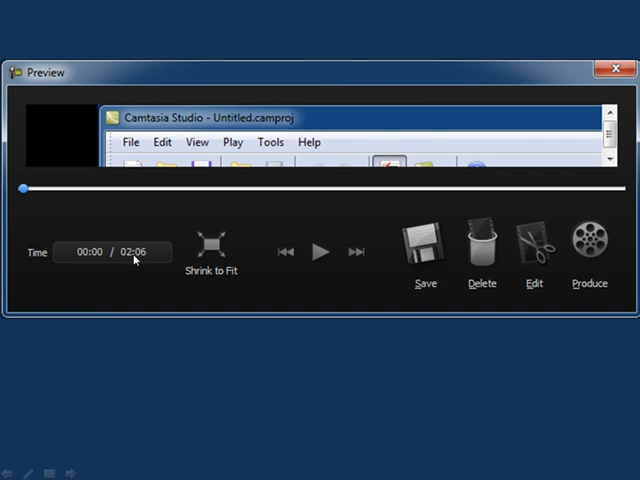 Preview
Camtasia Studio - Untitled.camproj
File Edit View Play Tools Help
Time 00:00 / 02:06
Shrink to Fit
Save Delete Edit Produce